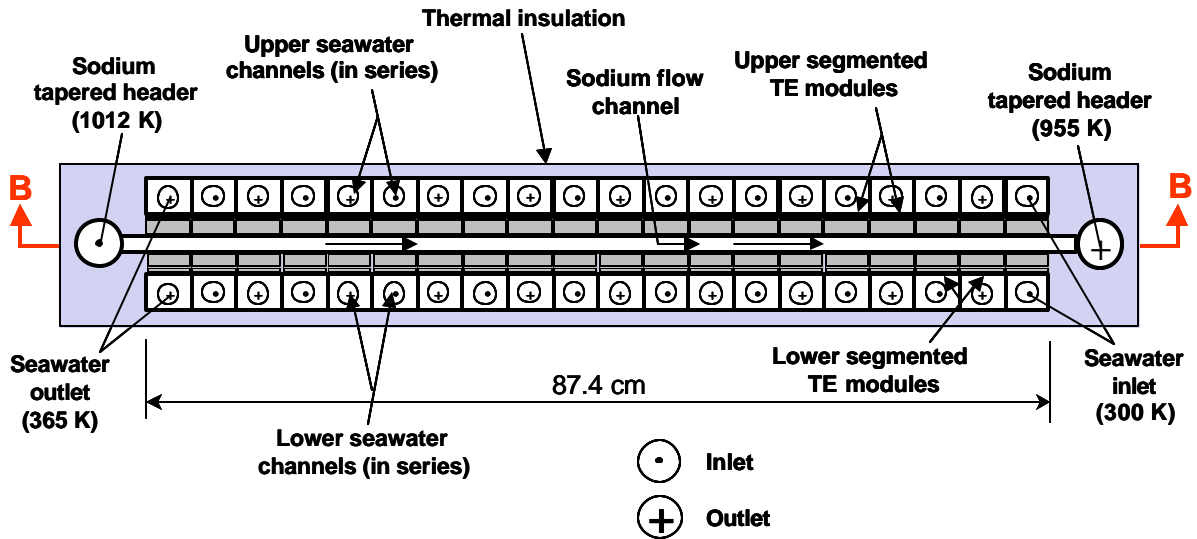 Thermal insulation
Upper seawater
channels (in series)
Sodium
tapered header
(1012 K)
Sodium flow
channel
Upper segmented
TE modules
Sodium
tapered header
(955 K)
B
B
Seawater
outlet
(365 K)
Lower seawater
channels (in series)
87.4 cm
Lower segmented
TE modules
Seawater
inlet
(300 K)
Inlet
Outlet